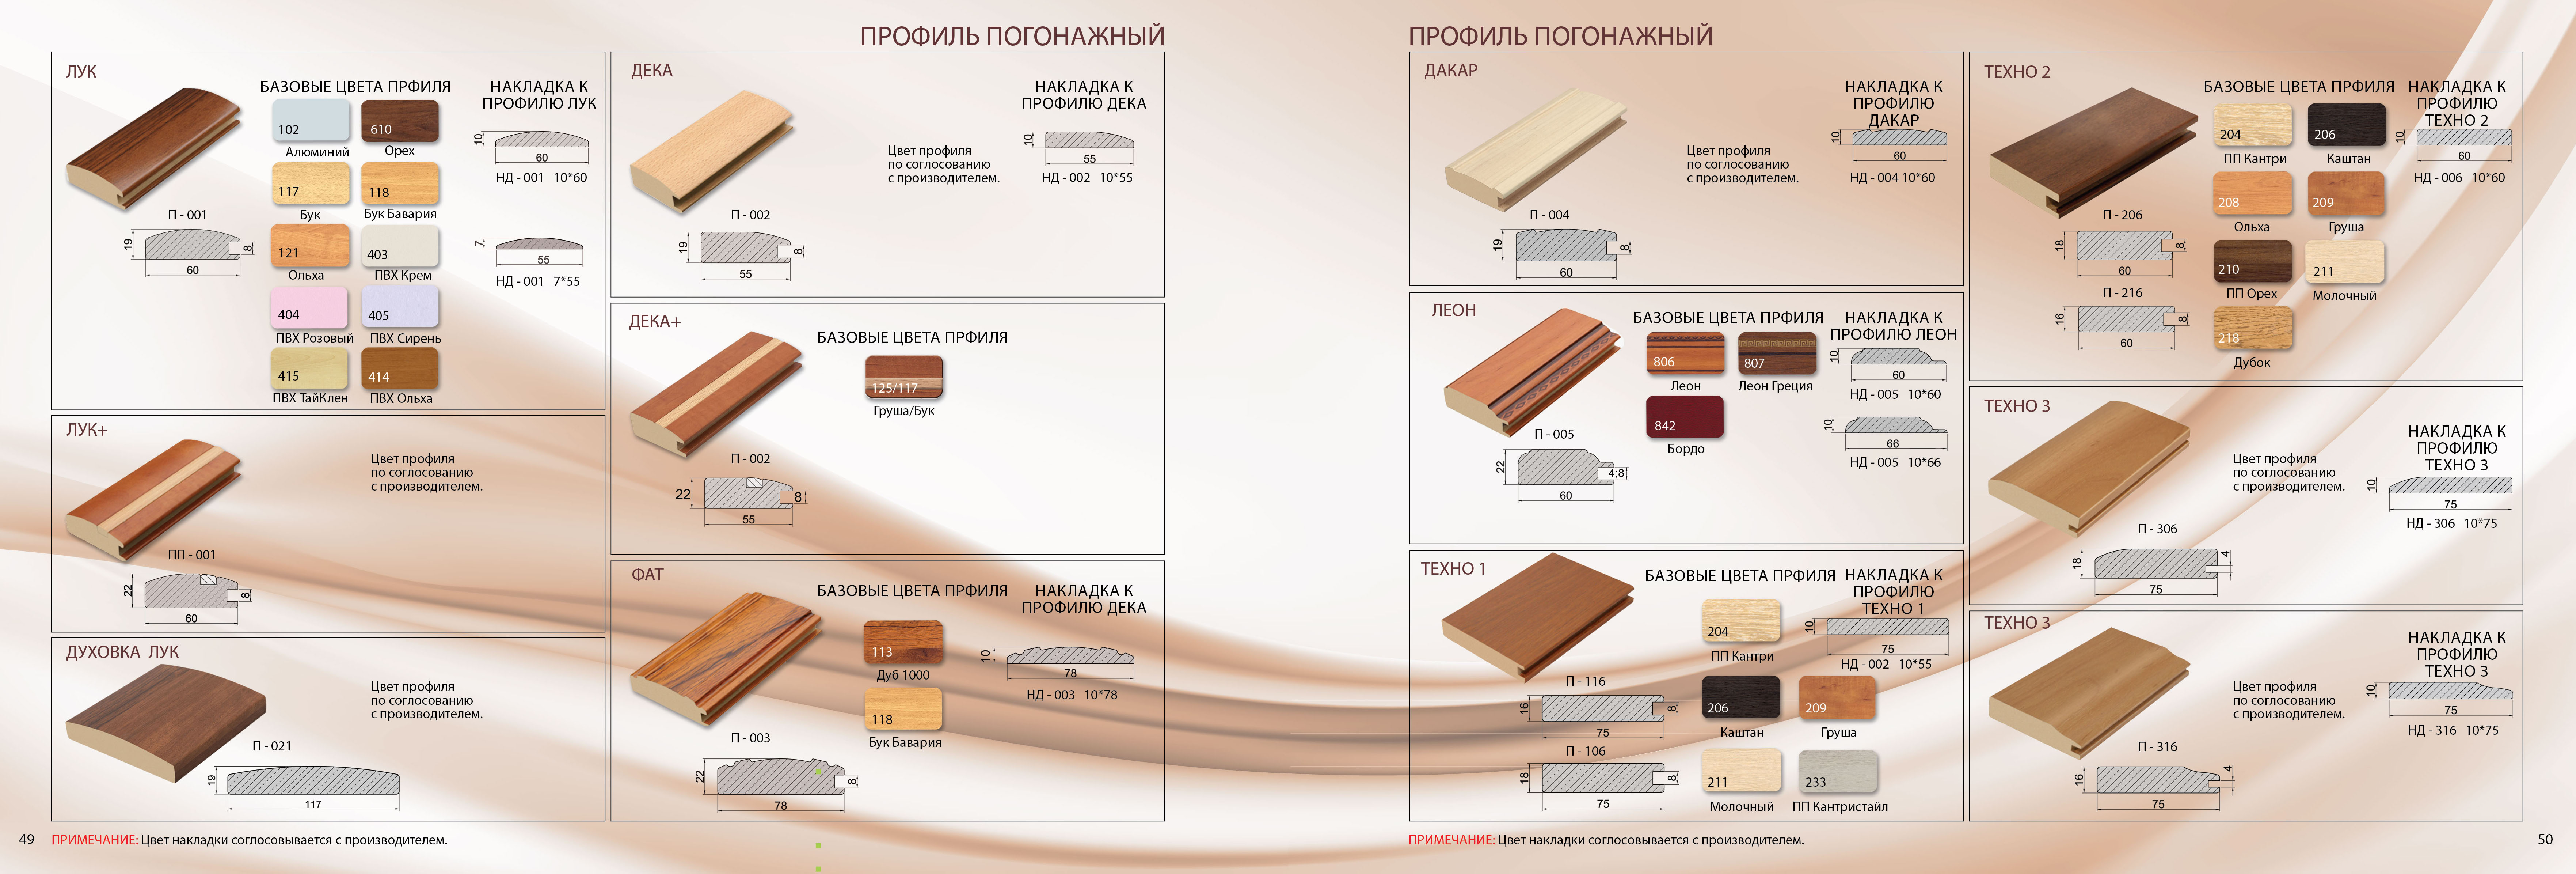 ПРОФИЛЬ ПОГОНАЖНЫЙ
ЛУК
БАЗОВЫЕ ЦВЕТА ПРФИЛЯ
НАКЛАДКА К
ПРОФИЛЮ ЛУК
102
610
Алюминий
Орех
117
118
Бук
Бук Бавария
121
403
Ольха
ПВХ Крем
404
405
ПВХ Розовый
ПВХ Сирень
415
414
ПВХ ТайКлен
ПВХ Ольха
П - 001
19
8
60
10
60
НД - 001 10*60
7
55
НД - 001 7*55
ЛУК+
Цвет профиля
по соглосованию
с производителем.
ПП - 001
22
8
60
ДУХОВКА ЛУК
Цвет профиля
по соглосованию
с производителем.
П - 021
19
117
ДЕКА
НАКЛАДКА К
ПРОФИЛЮ ДЕКА
Цвет профиля
по соглосованию
с производителем.
10
55
НД - 002 10*55
П - 002
19
8
55
ДЕКА+
БАЗОВЫЕ ЦВЕТА ПРФИЛЯ
125/117
Груша/Бук
П - 002
22
8
55
ФАТ
БАЗОВЫЕ ЦВЕТА ПРФИЛЯ
НАКЛАДКА К
ПРОФИЛЮ ДЕКА
113
Дуб 1000
118
Бук Бавария
10
78
НД - 003 10*78
П - 003
22
8
78
49
ПРИМЕЧАНИЕ: Цвет накладки соглосовывается с производителем.
ПРОФИЛЬ ПОГОНАЖНЫЙ
ДАКАР
НАКЛАДКА К
ПРОФИЛЮ
ДАКАР
Цвет профиля
по соглосованию
с производителем.
10
60
НД - 004 10*60
П - 004
19
8
60
ЛЕОН
БАЗОВЫЕ ЦВЕТА ПРФИЛЯ
НАКЛАДКА К
ПРОФИЛЮ ЛЕОН
806
807
Леон
Леон Греция
842
Бордо
10
60
НД - 005 10*60
10
66
НД - 005 10*66
П - 005
22
4;8
60
ТЕХНО 1
БАЗОВЫЕ ЦВЕТА ПРФИЛЯ
НАКЛАДКА К
ПРОФИЛЮ
ТЕХНО 1
204
ПП Кантри
206
209
Каштан
Груша
211
233
Молочный
ПП Кантристайл
10
75
НД - 002 10*55
П - 116
16
8
75
П - 106
18
8
75
ТЕХНО 2
БАЗОВЫЕ ЦВЕТА ПРФИЛЯ
НАКЛАДКА К
ПРОФИЛЮ
ТЕХНО 2
204
206
ПП Кантри
Каштан
208
209
Ольха
Груша
210
211
ПП Орех
Молочный
218
Дубок
10
60
НД - 006 10*60
П - 206
18
8
60
П - 216
16
8
60
ТЕХНО 3
НАКЛАДКА К
ПРОФИЛЮ
ТЕХНО 3
Цвет профиля
по соглосованию
с производителем.
10
75
НД - 306 10*75
П - 306
18
4
75
ТЕХНО 3
НАКЛАДКА К
ПРОФИЛЮ
ТЕХНО 3
Цвет профиля
по соглосованию
с производителем.
10
75
НД - 316 10*75
П - 316
16
4
75
ПРИМЕЧАНИЕ: Цвет накладки соглосовывается с производителем.
50